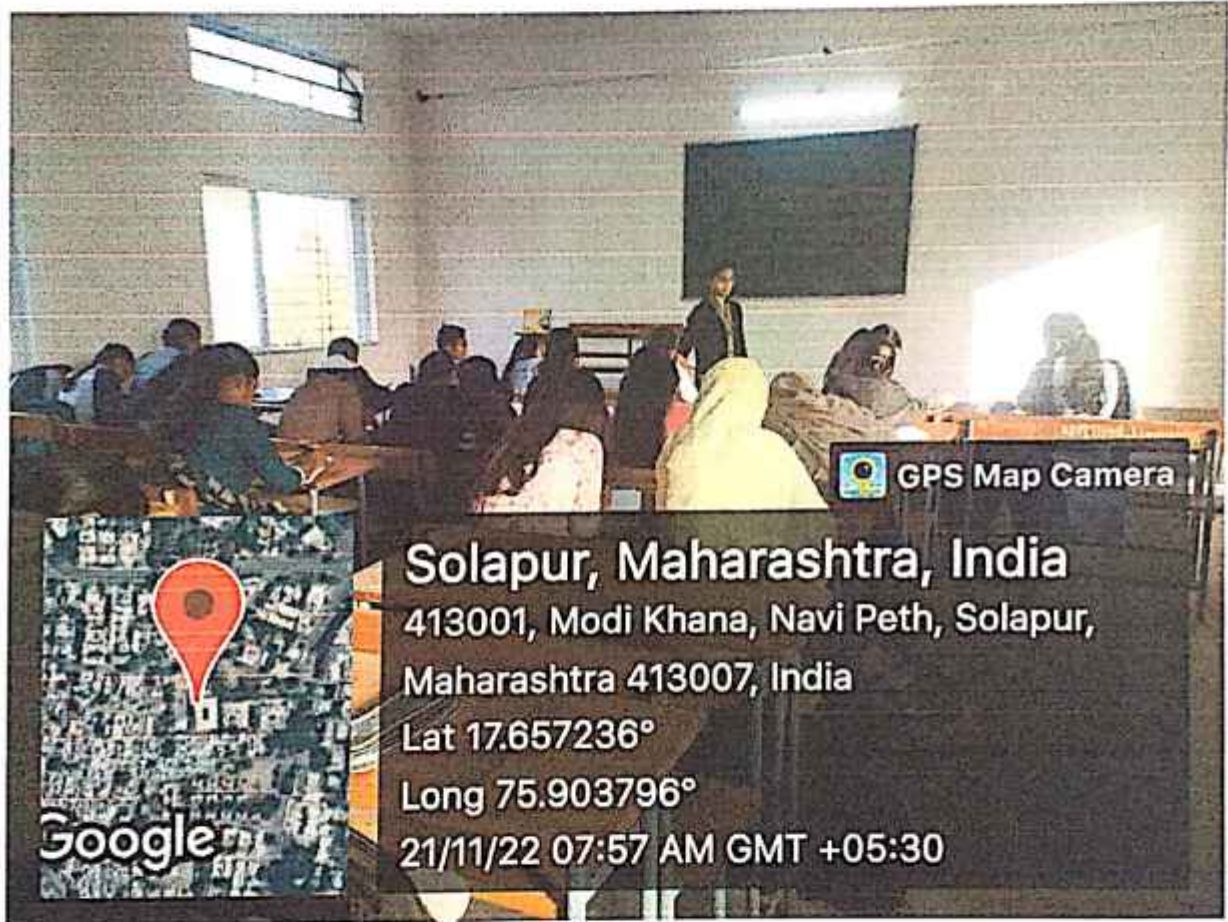 GPS Map Camera
Solapur, Maharashtra, India
413001, Modi Khana, Navi Peth, Solapur,
Maharashtra 413007, India
Lat 17.657236°
Long 75.903796°
21/11/22 07:57 AM GMT +05:30
Google